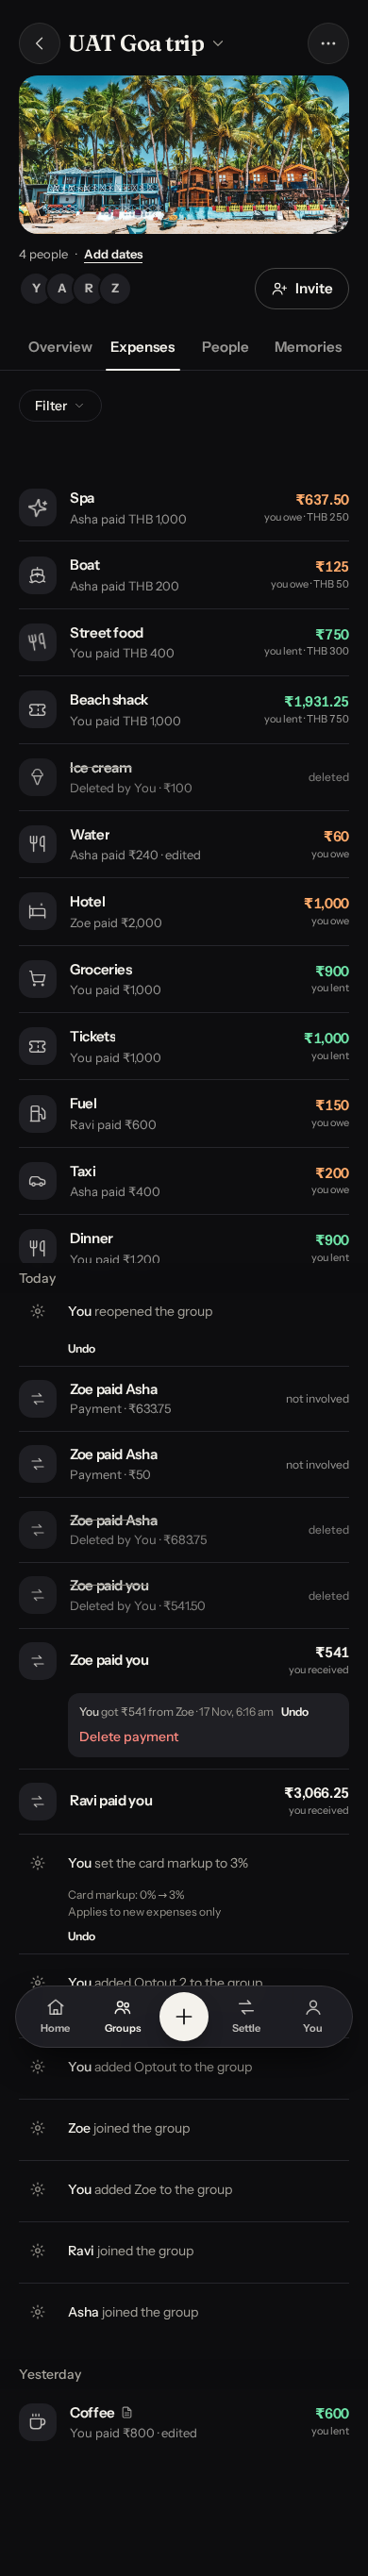 UAT Goa trip
4 people · Add dates
Y A R Z
Invite
Overview Expenses People Memories
Filter
Spa ₹637.50
Asha paid THB 1,000 you owe · THB 250
Boat ₹125
Asha paid THB 200 you owe · THB 50
Street food ₹750
You paid THB 400 you lent · THB 300
Beach shack ₹1,931.25
You paid THB 1,000 you lent · THB 750
Ice cream deleted
Deleted by You · ₹100
Water ₹60
Asha paid ₹240 · edited you owe
Hotel ₹1,000
Zoe paid ₹2,000 you owe
Groceries ₹900
You paid ₹1,000 you lent
Tickets ₹1,000
You paid ₹1,000 you lent
Fuel ₹150
Ravi paid ₹600 you owe
Taxi ₹200
Asha paid ₹400 you owe
Dinner ₹900
You paid ₹1,200 you lent
Today
You reopened the group
Undo
Zoe paid Asha not involved
Payment · ₹633.75
Zoe paid Asha not involved
Payment · ₹50
Zoe paid Asha deleted
Deleted by You · ₹683.75
Zoe paid you deleted
Deleted by You · ₹541.50
Zoe paid you ₹541
you received
You got ₹541 from Zoe · 17 Nov, 6:16 am Undo
Delete payment
Ravi paid you ₹3,066.25
you received
You set the card markup to 3%
Card markup: 0% → 3%
Applies to new expenses only
Undo
You added Optout 2 to the group
Home Groups Settle You
You added Optout to the group
Zoe joined the group
You added Zoe to the group
Ravi joined the group
Asha joined the group
Yesterday
Coffee ₹600
You paid ₹800 · edited you lent